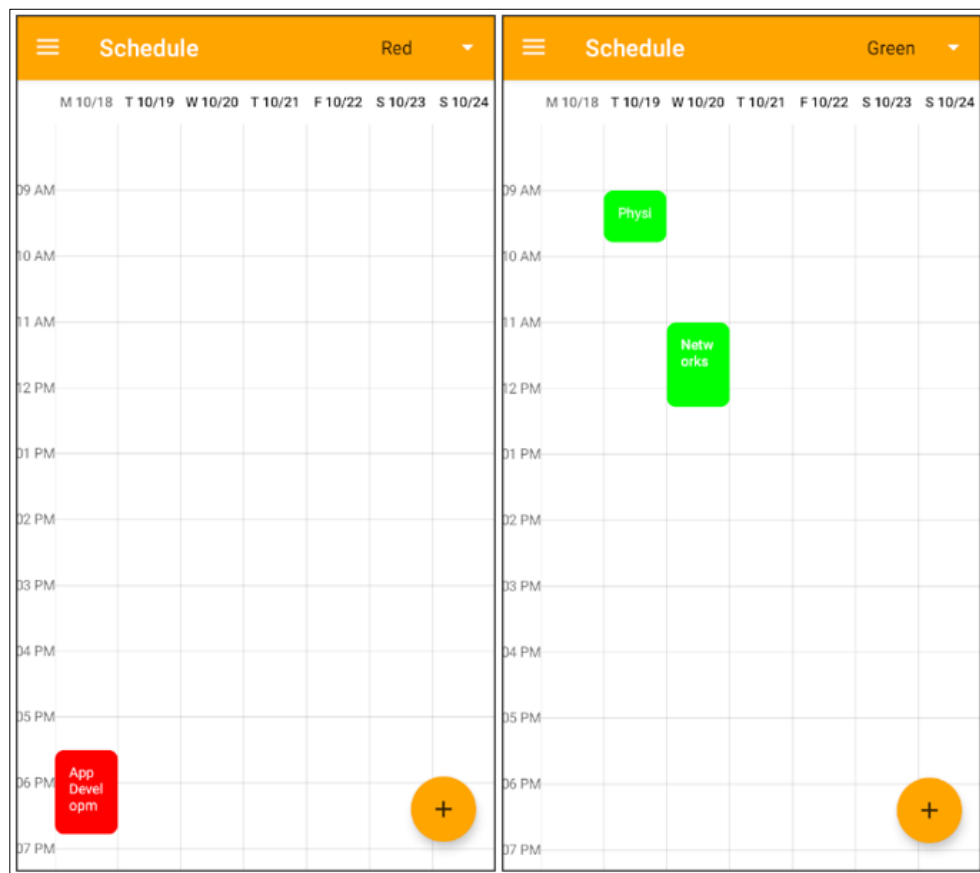 Schedule Red
M 10/18 T 10/19 W 10/20 T 10/21 F 10/22 S 10/23 S 10/24
09 AM
10 AM
11 AM
12 PM
01 PM
02 PM
03 PM
04 PM
05 PM
App
Devel
opm
06 PM
+
07 PM
Schedule Green
M 10/18 T 10/19 W 10/20 T 10/21 F 10/22 S 10/23 S 10/24
09 AM
Physi
10 AM
11 AM
Netw
orks
12 PM
01 PM
02 PM
03 PM
04 PM
05 PM
06 PM
+
07 PM